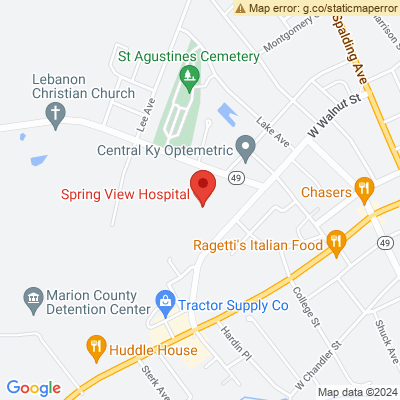 Map error: g.co/staticmaperror
Montgomery
Spalding Ave
Harrison
St Agustines Cemetery
Lebanon
Christian Church
Lee Ave
Lake Ave
W Walnut St
Central Ky Optemetric
49
Spring View Hospital
Chasers
Ragetti's Italian Food
49
Marion County
Detention Center
Tractor Supply Co
College St
Huddle House
Hardin Pl
Shuck Ave
W Chandler St
Sterk Ave
Google
Map data ©2024